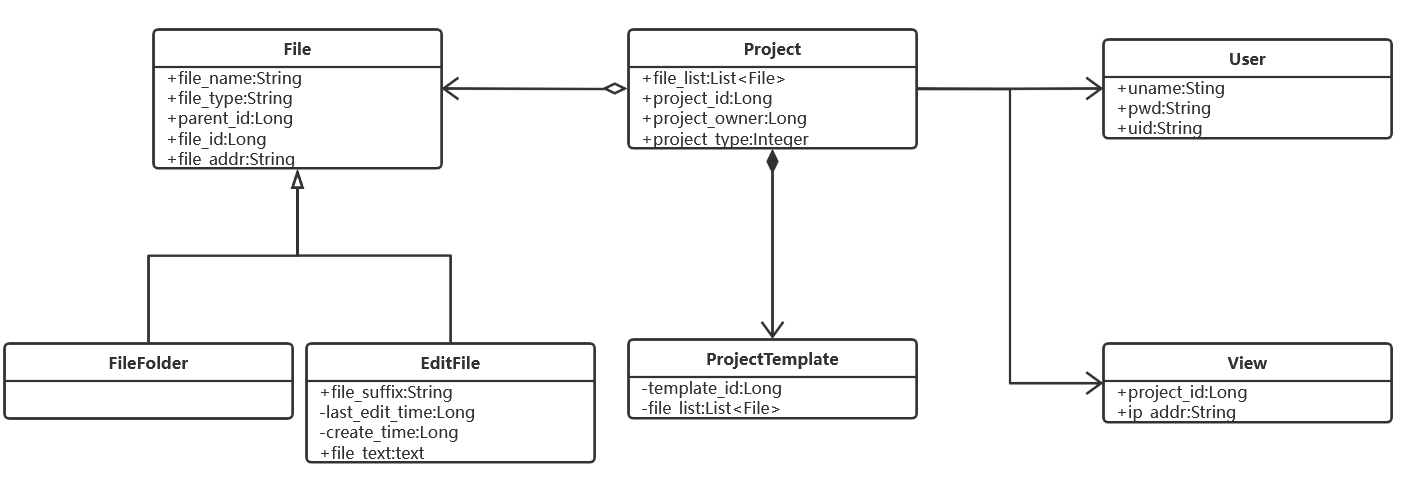 File
+file_name:String
+file_type:String
+parent_id:Long
+file_id:Long
+file_addr:String
Project
+file_list:List<File>
+project_id:Long
+project_owner:Long
+project_type:Integer
User
+uname:Sting
+pwd:String
+uid:String
FileFolder
EditFile
+file_suffix:String
-last_edit_time:Long
-create_time:Long
+file_text:text
ProjectTemplate
-template_id:Long
-file_list:List<File>
View
+project_id:Long
+ip_addr:String